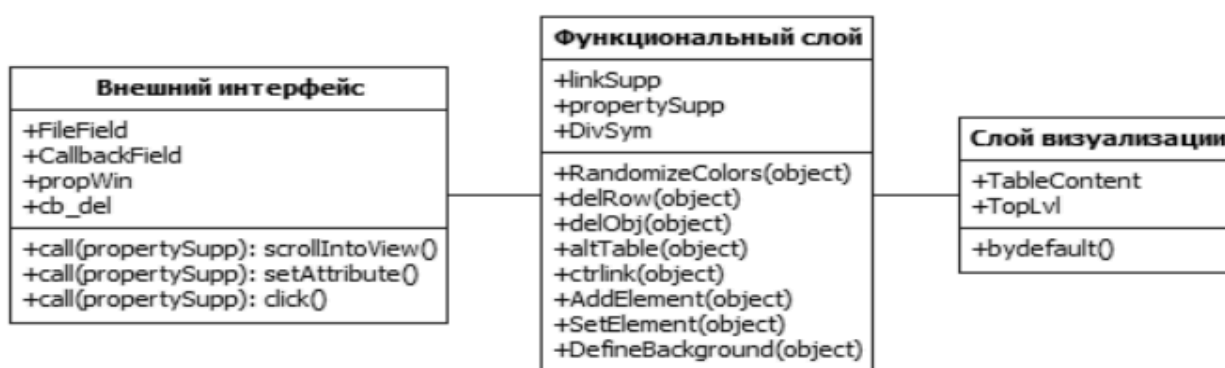 Внешний интерфейс
+FileField
+CallbackField
+propWin
+cb_del
+call(propertySupp): scrollIntoView()
+call(propertySupp): setAttribute()
+call(propertySupp): click()
Функциональный слой
+linkSupp
+propertySupp
+DivSym
+RandomizeColors(object)
+delRow(object)
+delObj(object)
+altTable(object)
+ctrlink(object)
+AddElement(object)
+SetElement(object)
+DefineBackground(object)
Слой визуализации
+TableContent
+TopLvl
+bydefault()